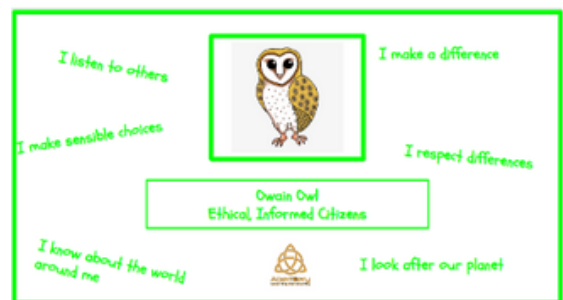 I listen to others
I make a difference
I make sensible choices
I respect differences
Owain Owl
Ethical, Informed Citizens
I know about the world
around me
I look after our planet